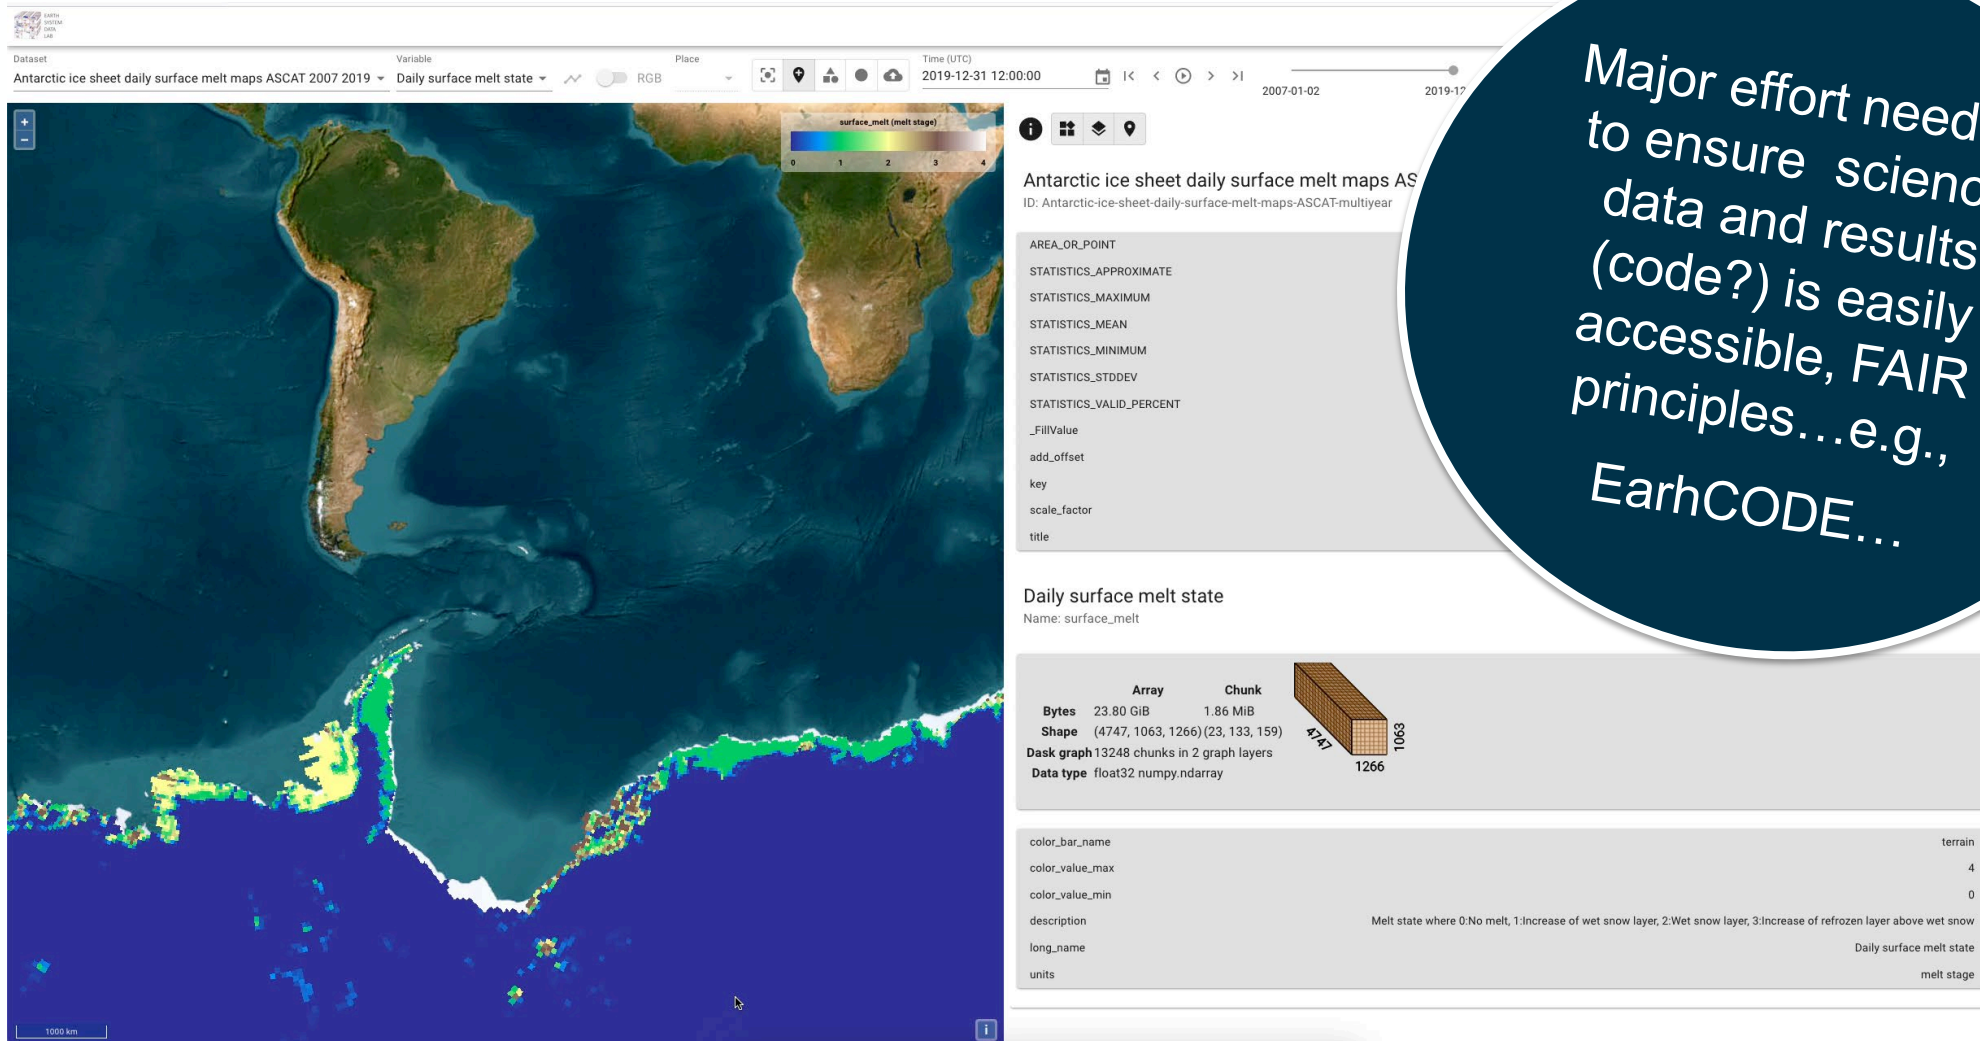 EARTH
SYSTEM
DATA
LAB
Dataset
Antarctic ice sheet daily surface melt maps ASCAT 2007 2019
Variable
Daily surface melt state
RGB
Place
Time (UTC)
2019-12-31 12:00:00
2007-01-02
2019-12
surface_melt (melt stage)
0 1 2 3 4
1000 km
i
Antarctic ice sheet daily surface melt maps AS
ID: Antarctic-ice-sheet-daily-surface-melt-maps-ASCAT-multiyear
AREA_OR_POINT
STATISTICS_APPROXIMATE
STATISTICS_MAXIMUM
STATISTICS_MEAN
STATISTICS_MINIMUM
STATISTICS_STDDEV
STATISTICS_VALID_PERCENT
_FillValue
add_offset
key
scale_factor
title
Major effort need
to ensure scienc
data and results
(code?) is easily
accessible, FAIR
principles...e.g.,
EarhCODE...
Daily surface melt state
Name: surface_melt
Array Chunk
Bytes 23.80 GiB 1.86 MiB
Shape (4747, 1063, 1266) (23, 133, 159)
Dask graph 13248 chunks in 2 graph layers
Data type float32 numpy.ndarray
4747
1063
1266
color_bar_name terrain
color_value_max 4
color_value_min 0
description Melt state where 0:No melt, 1:Increase of wet snow layer, 2:Wet snow layer, 3:Increase of refrozen layer above wet snow
long_name Daily surface melt state
units melt stage